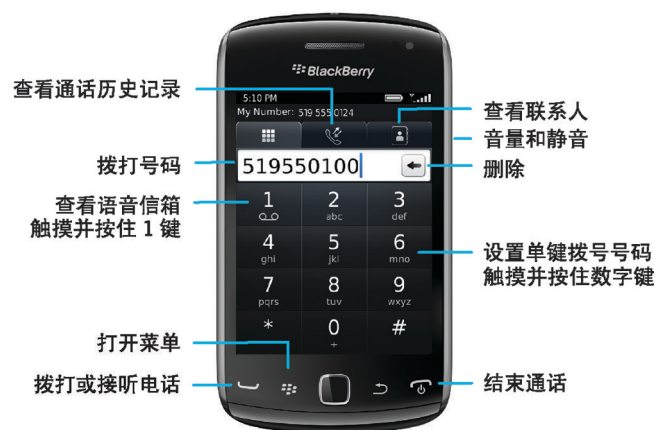 BlackBerry
查看通话历史记录
5:10 PM
My Number: 519 555 0124
查看联系人
音量和静音
拨打号码
519550100
删除
查看语音信箱
触摸并按住 1 键
1
2 abc
3 def
4 ghi
5 jkl
6 mno
设置单键拨号号码
触摸并按住数字键
7 pqrs
8 tuv
9 wxyz
* 0 + #
打开菜单
拨打或接听电话
结束通话